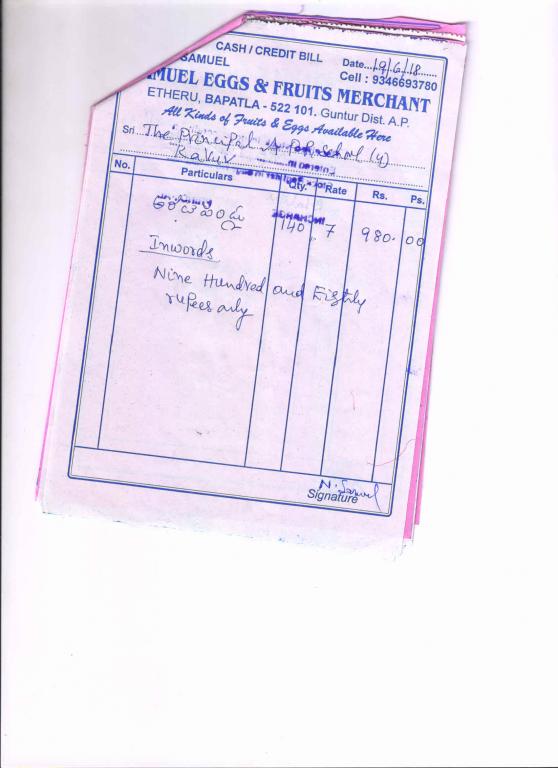 CASH / CREDIT BILL
Date...19/6/18......
SAMUEL
Cell : 9346693780
MUEL EGGS & FRUITS MERCHANT
ETHERU, BAPATLA - 522 101. Guntur Dist. A.P.
All Kinds of Fruits & Eggs Available Here
Sri...The Principal A.P
No. Particulars Qty. Rate Rs. Ps.
140 7 980. 00
Inwords
Nine Hundred and Eighty
rupees only
N. Samuel
Signature